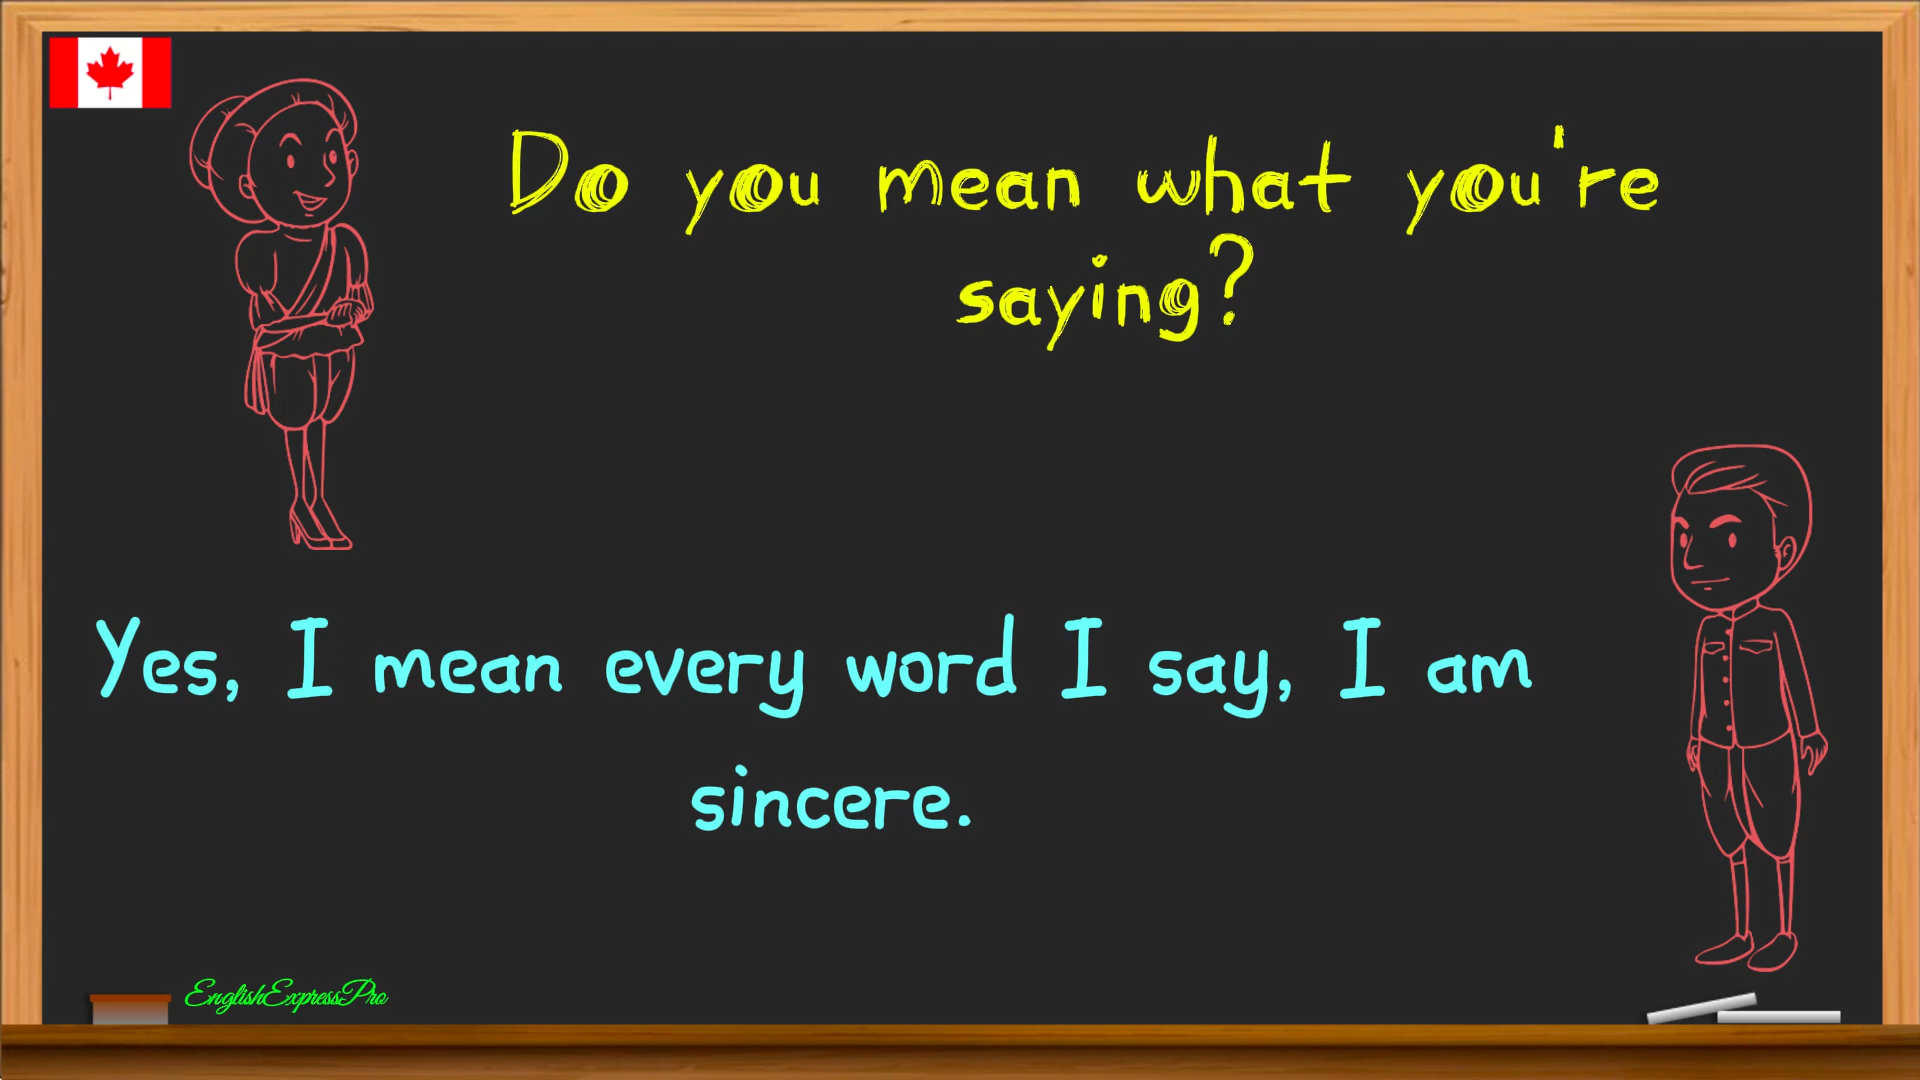 Do you mean what you're
saying?
Yes, I mean every word I say, I am
sincere.
EnglishExpressPro